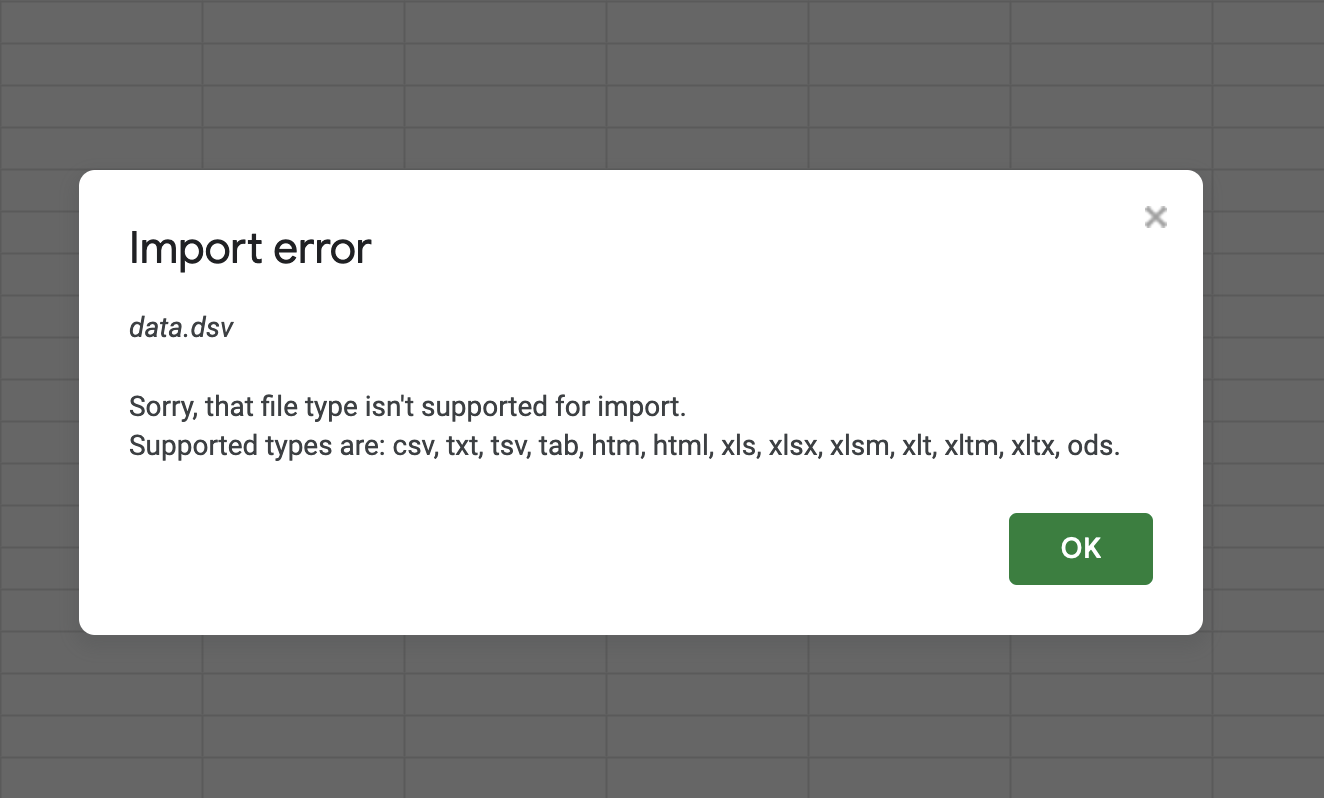 Import error
data.dsv
Sorry, that file type isn't supported for import.
Supported types are: csv, txt, tsv, tab, htm, html, xls, xlsx, xlsm, xlt, xltm, xltx, ods.
OK